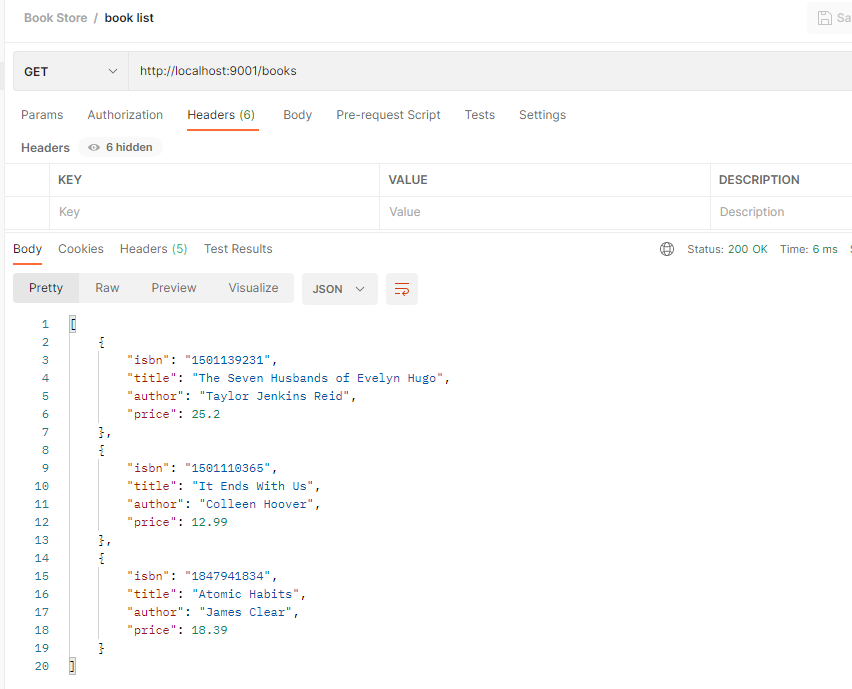 Book Store / book list
Sa
GET http://localhost:9001/books
Params Authorization Headers (6) Body Pre-request Script Tests Settings
Headers 6 hidden
KEY VALUE DESCRIPTION
Key Value Description
Body Cookies Headers (5) Test Results Status: 200 OK Time: 6 ms
Pretty Raw Preview Visualize JSON
1 [
2 {
3 "isbn": "1501139231",
4 "title": "The Seven Husbands of Evelyn Hugo",
5 "author": "Taylor Jenkins Reid",
6 "price": 25.2
7 },
8 {
9 "isbn": "1501110365",
10 "title": "It Ends With Us",
11 "author": "Colleen Hoover",
12 "price": 12.99
13 },
14 {
15 "isbn": "1847941834",
16 "title": "Atomic Habits",
17 "author": "James Clear",
18 "price": 18.39
19 }
20 ]